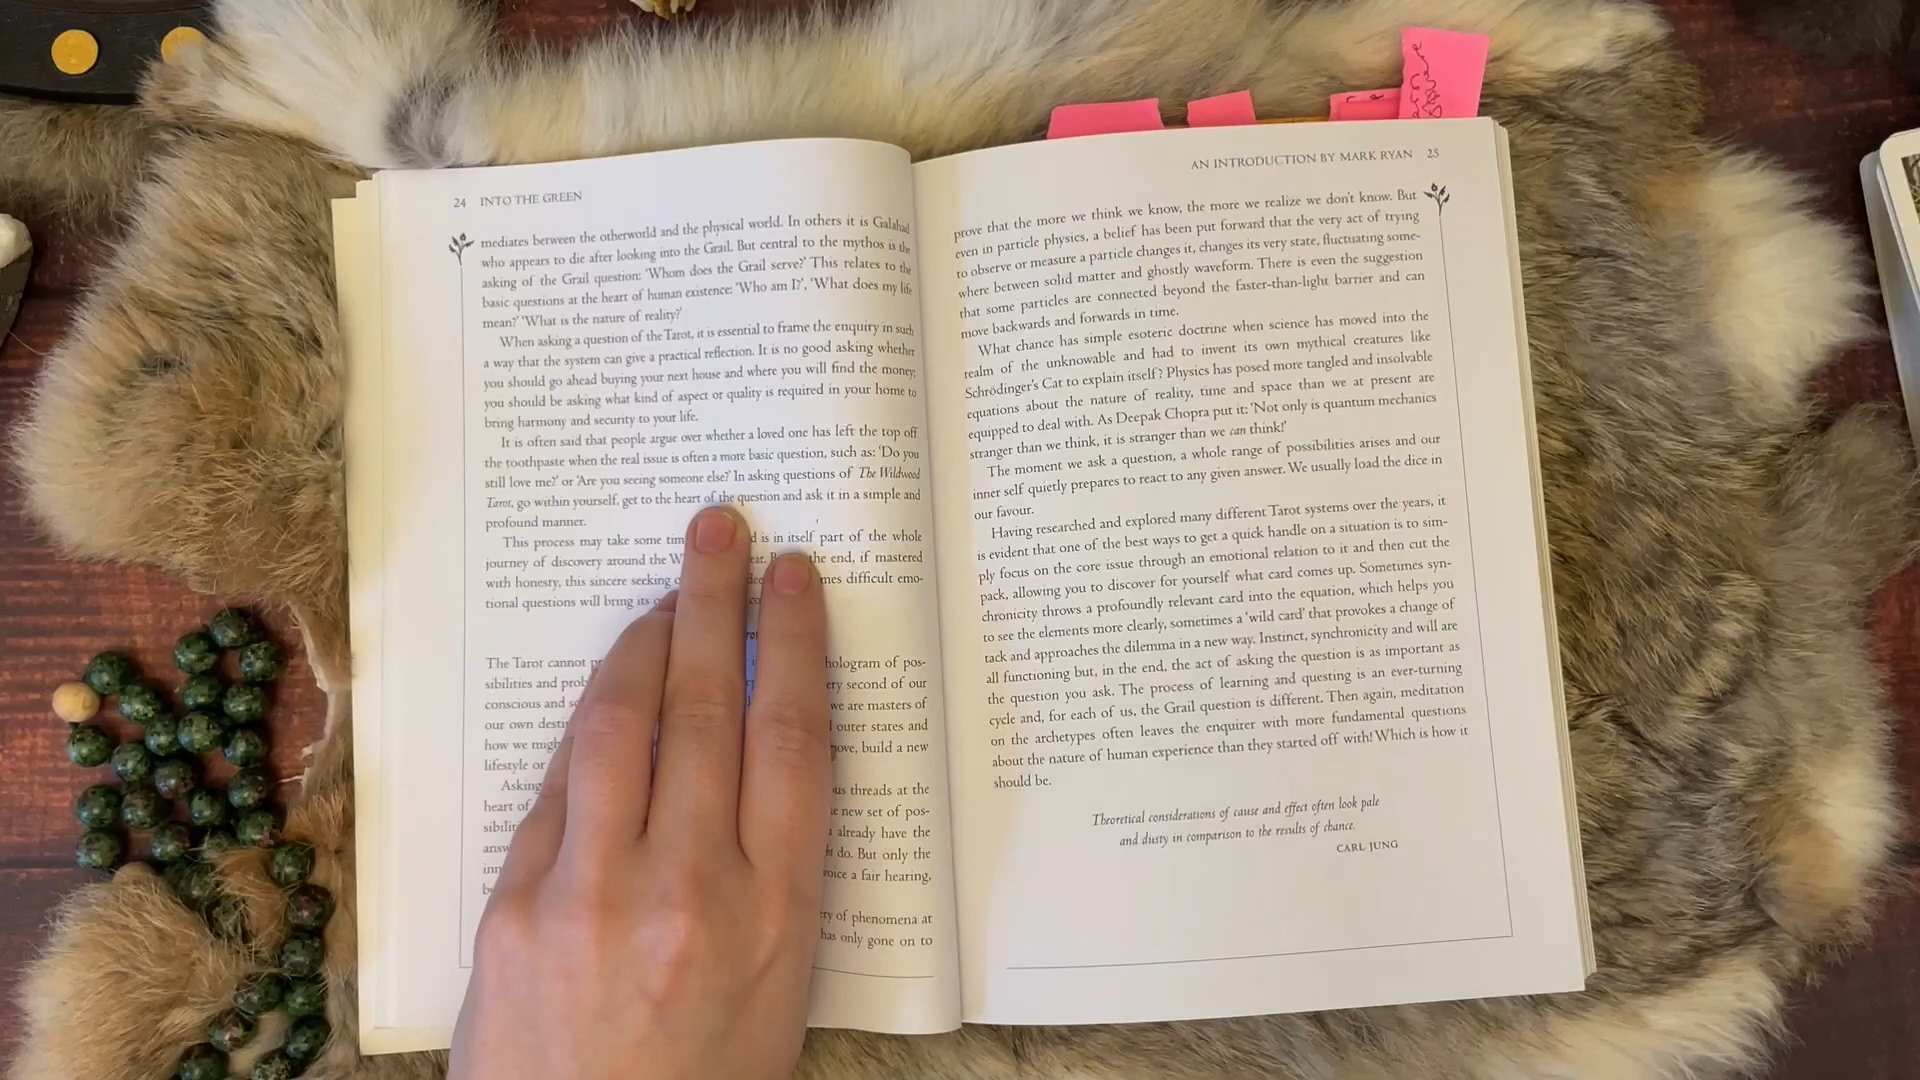 24 INTO THE GREEN
mediates between the otherworld and the physical world. In others it is Galahad
who appears to die after looking into the Grail. But central to the mythos is the
asking of the Grail question: 'Whom does the Grail serve?' This relates to the
basic questions at the heart of human existence: 'Who am I?', 'What does my life
mean?' 'What is the nature of reality?'
When asking a question of the Tarot, it is essential to frame the enquiry in such
a way that the system can give a practical reflection. It is no good asking whether
you should go ahead buying your next house and where you will find the money;
you should be asking what kind of aspect or quality is required in your home to
bring harmony and security to your life.
It is often said that people argue over whether a loved one has left the top off
the toothpaste when the real issue is often a more basic question, such as: 'Do you
still love me?' or 'Are you seeing someone else?' In asking questions of The Wildwood
Tarot, go within yourself, get to the heart of the question and ask it in a simple and
profound manner.
This process may take some tim is in itself part of the whole
journey of discovery around the W the end, if mastered
with honesty, this sincere seeking mes difficult emo-
tional questions will bring its
The Tarot cannot hologram of pos-
sibilities and prob ery second of our
conscious and we are masters of
our own desti outer states and
how we migh ove, build a new
lifestyle or
Asking us threads at the
heart of new set of pos-
sibilit already have the
answ do. But only the
inn voice a fair hearing,
ery of phenomena at
has only gone on to
AN INTRODUCTION BY MARK RYAN 25
prove that the more we think we know, the more we realize we don't know. But
even in particle physics, a belief has been put forward that the very act of trying
to observe or measure a particle changes it, changes its very state, fluctuating some-
where between solid matter and ghostly waveform. There is even the suggestion
that some particles are connected beyond the faster-than-light barrier and can
move backwards and forwards in time.
What chance has simple esoteric doctrine when science has moved into the
realm of the unknowable and had to invent its own mythical creatures like
Schrödinger's Cat to explain itself? Physics has posed more tangled and insolvable
equations about the nature of reality, time and space than we at present are
equipped to deal with. As Deepak Chopra put it: 'Not only is quantum mechanics
stranger than we think, it is stranger than we can think!'
The moment we ask a question, a whole range of possibilities arises and our
inner self quietly prepares to react to any given answer. We usually load the dice in
our favour.
Having researched and explored many different Tarot systems over the years, it
is evident that one of the best ways to get a quick handle on a situation is to sim-
ply focus on the core issue through an emotional relation to it and then cut the
pack, allowing you to discover for yourself what card comes up. Sometimes syn-
chronicity throws a profoundly relevant card into the equation, which helps you
to see the elements more clearly, sometimes a 'wild card' that provokes a change of
tack and approaches the dilemma in a new way. Instinct, synchronicity and will are
all functioning but, in the end, the act of asking the question is as important as
the question you ask. The process of learning and questing is an ever-turning
cycle and, for each of us, the Grail question is different. Then again, meditation
on the archetypes often leaves the enquirer with more fundamental questions
about the nature of human experience than they started off with! Which is how it
should be.
Theoretical considerations of cause and effect often look pale
and dusty in comparison to the results of chance.
CARL JUNG